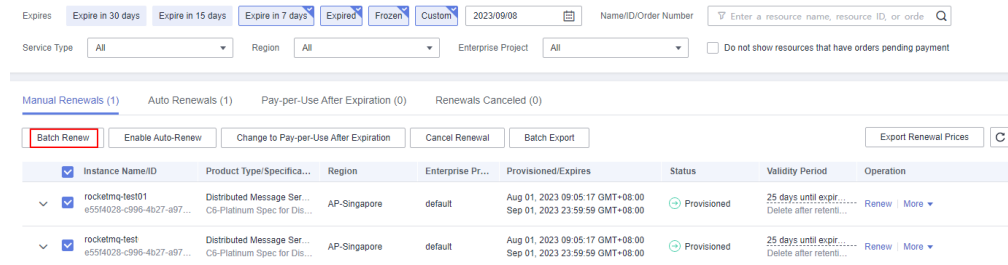 Expires Expire in 30 days Expire in 15 days Expire in 7 days Expired Frozen Custom 2023/09/08 Name/ID/Order Number Enter a resource name, resource ID, or orde
Service Type All Region All Enterprise Project All Do not show resources that have orders pending payment
Manual Renewals (1) Auto Renewals (1) Pay-per-Use After Expiration (0) Renewals Canceled (0)
Batch Renew Enable Auto-Renew Change to Pay-per-Use After Expiration Cancel Renewal Batch Export Export Renewal Prices
Instance Name/ID Product Type/Specifica... Region Enterprise Pr... Provisioned/Expires Status Validity Period Operation
rocketmq-test01 Distributed Message Ser... AP-Singapore default Aug 01, 2023 09:05:17 GMT+08:00 Provisioned 25 days until expir... Renew More
e55f4028-c996-4b27-a97... C6-Platinum Spec for Dis... Sep 01, 2023 23:59:59 GMT+08:00 Delete after retenti...
rocketmq-test Distributed Message Ser... AP-Singapore default Aug 01, 2023 09:05:17 GMT+08:00 Provisioned 25 days until expir... Renew More
e55f4028-c996-4b27-a97... C6-Platinum Spec for Dis... Sep 01, 2023 23:59:59 GMT+08:00 Delete after retenti...